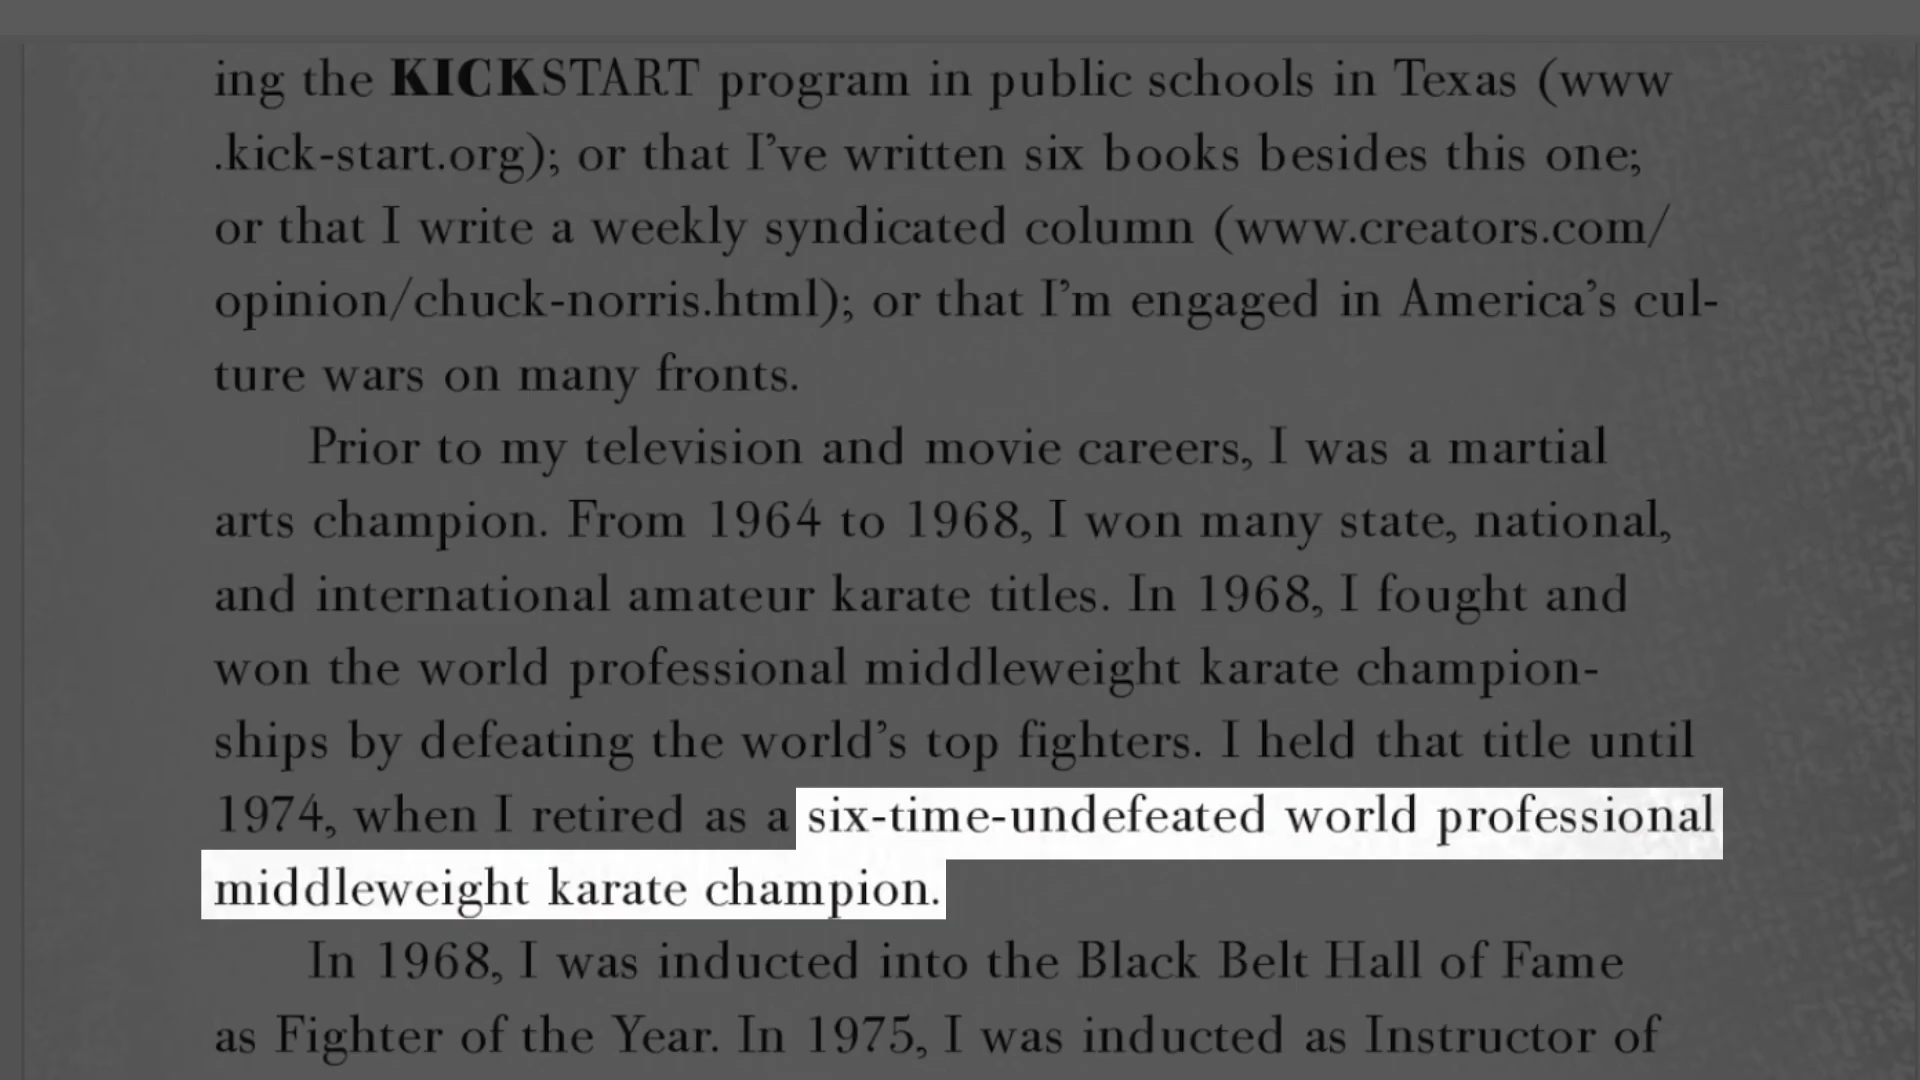 ing the KICKSTART program in public schools in Texas (www
.kick-start.org); or that I’ve written six books besides this one;
or that I write a weekly syndicated column (www.creators.com/
opinion/chuck-norris.html); or that I’m engaged in America’s cul-
ture wars on many fronts.
Prior to my television and movie careers, I was a martial
arts champion. From 1964 to 1968, I won many state, national,
and international amateur karate titles. In 1968, I fought and
won the world professional middleweight karate champion-
ships by defeating the world’s top fighters. I held that title until
1974, when I retired as a six-time-undefeated world professional
middleweight karate champion.
In 1968, I was inducted into the Black Belt Hall of Fame
as Fighter of the Year. In 1975, I was inducted as Instructor of